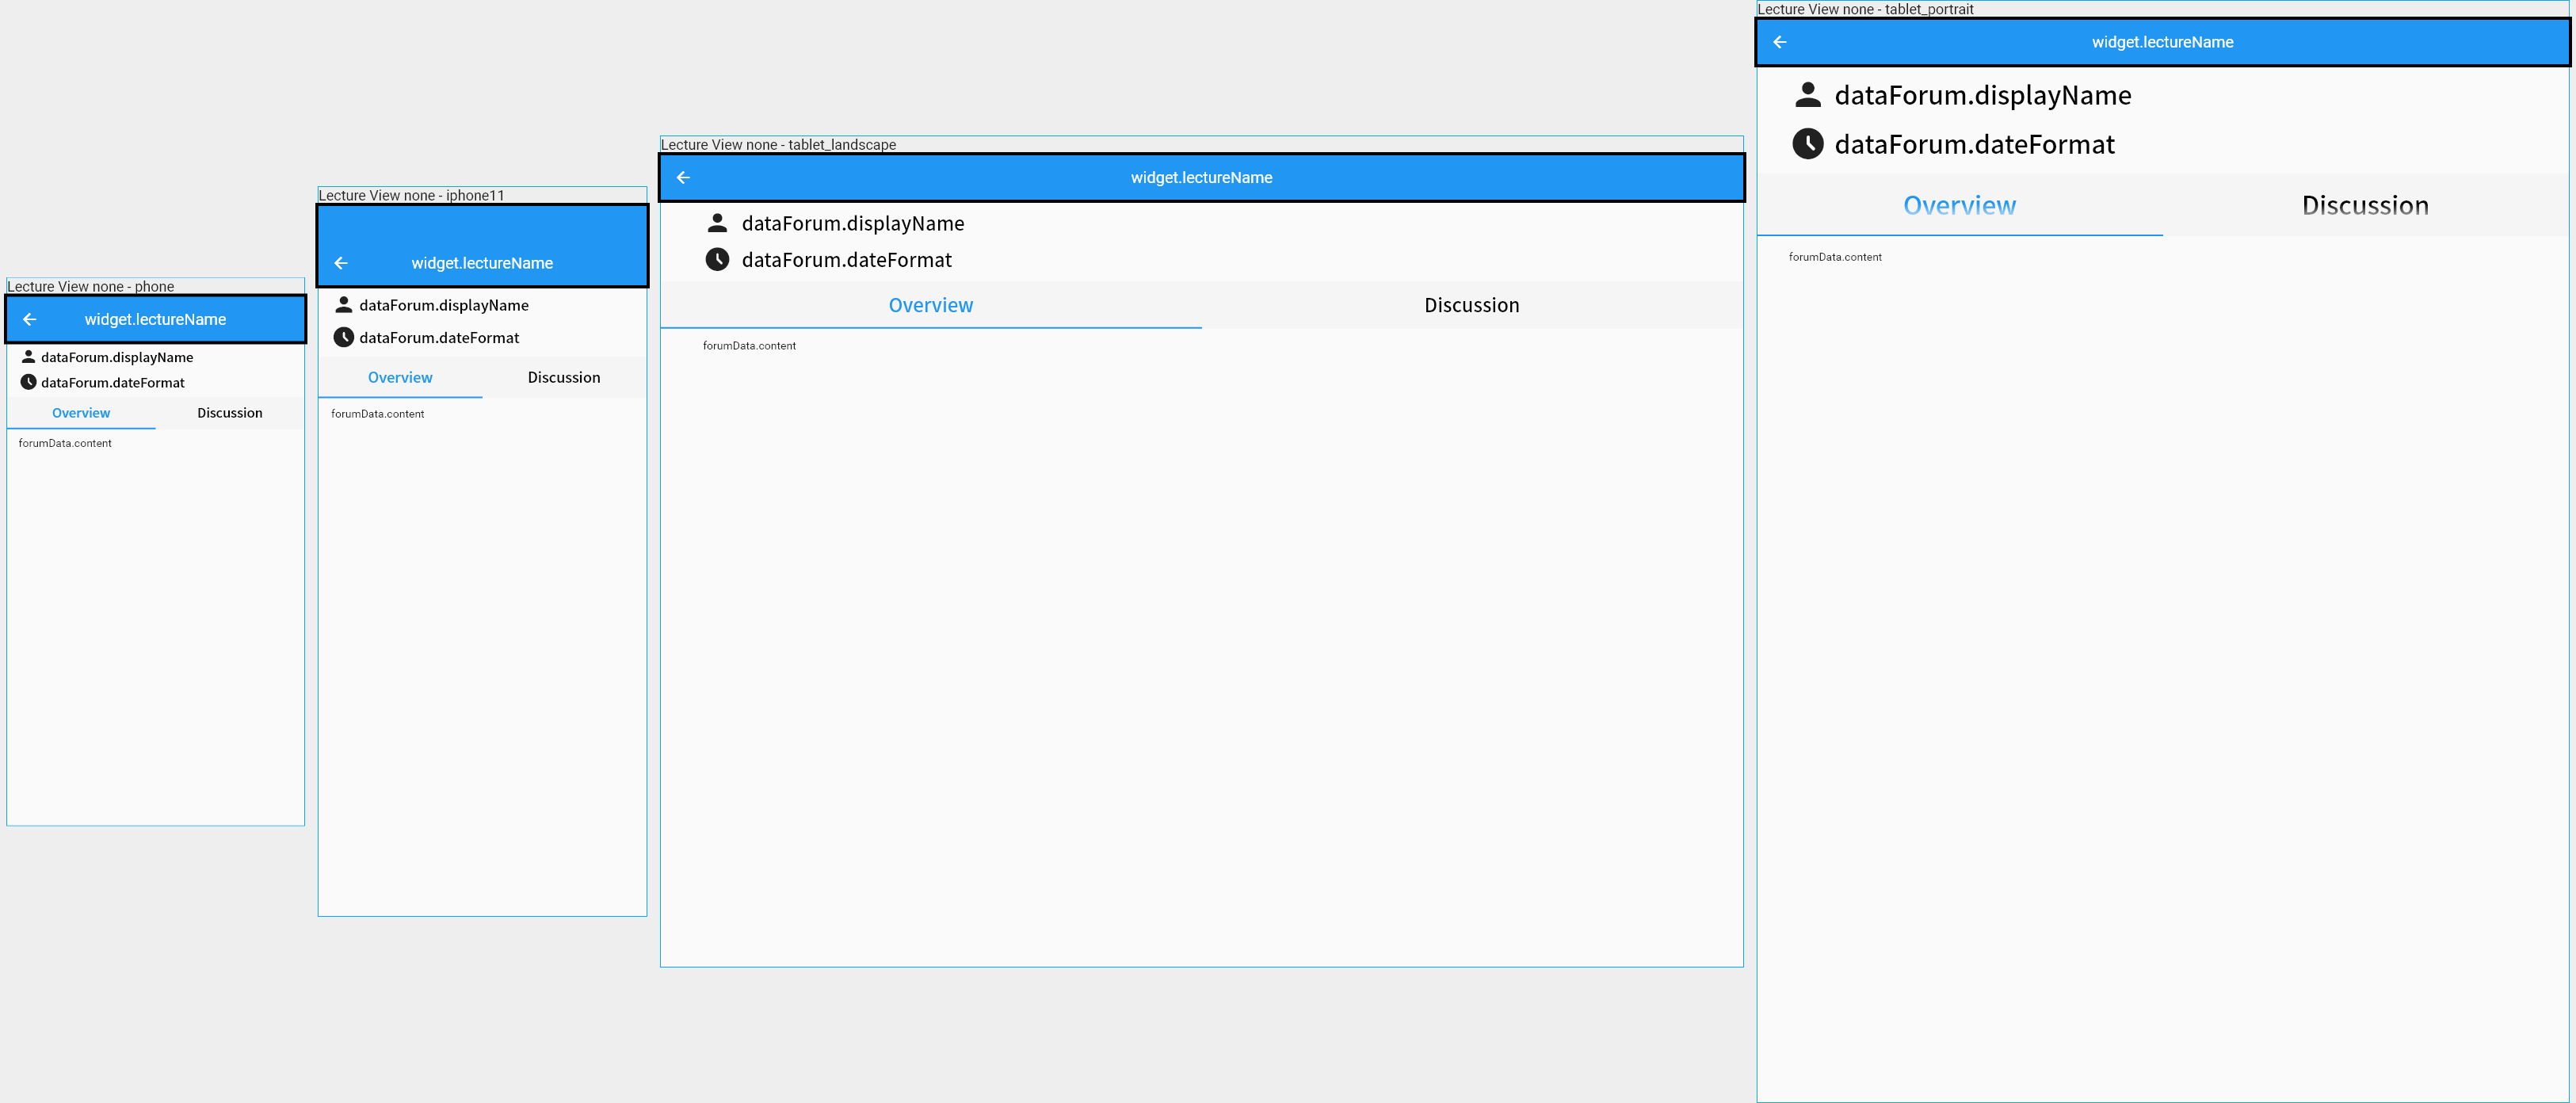 Lecture View none - phone
widget.lectureName
dataForum.displayName
dataForum.dateFormat
Overview Discussion
forumData.content
Lecture View none - iphone11
widget.lectureName
dataForum.displayName
dataForum.dateFormat
Overview Discussion
forumData.content
Lecture View none - tablet_landscape
widget.lectureName
dataForum.displayName
dataForum.dateFormat
Overview Discussion
forumData.content
Lecture View none - tablet_portrait
widget.lectureName
dataForum.displayName
dataForum.dateFormat
Overview Discussion
forumData.content